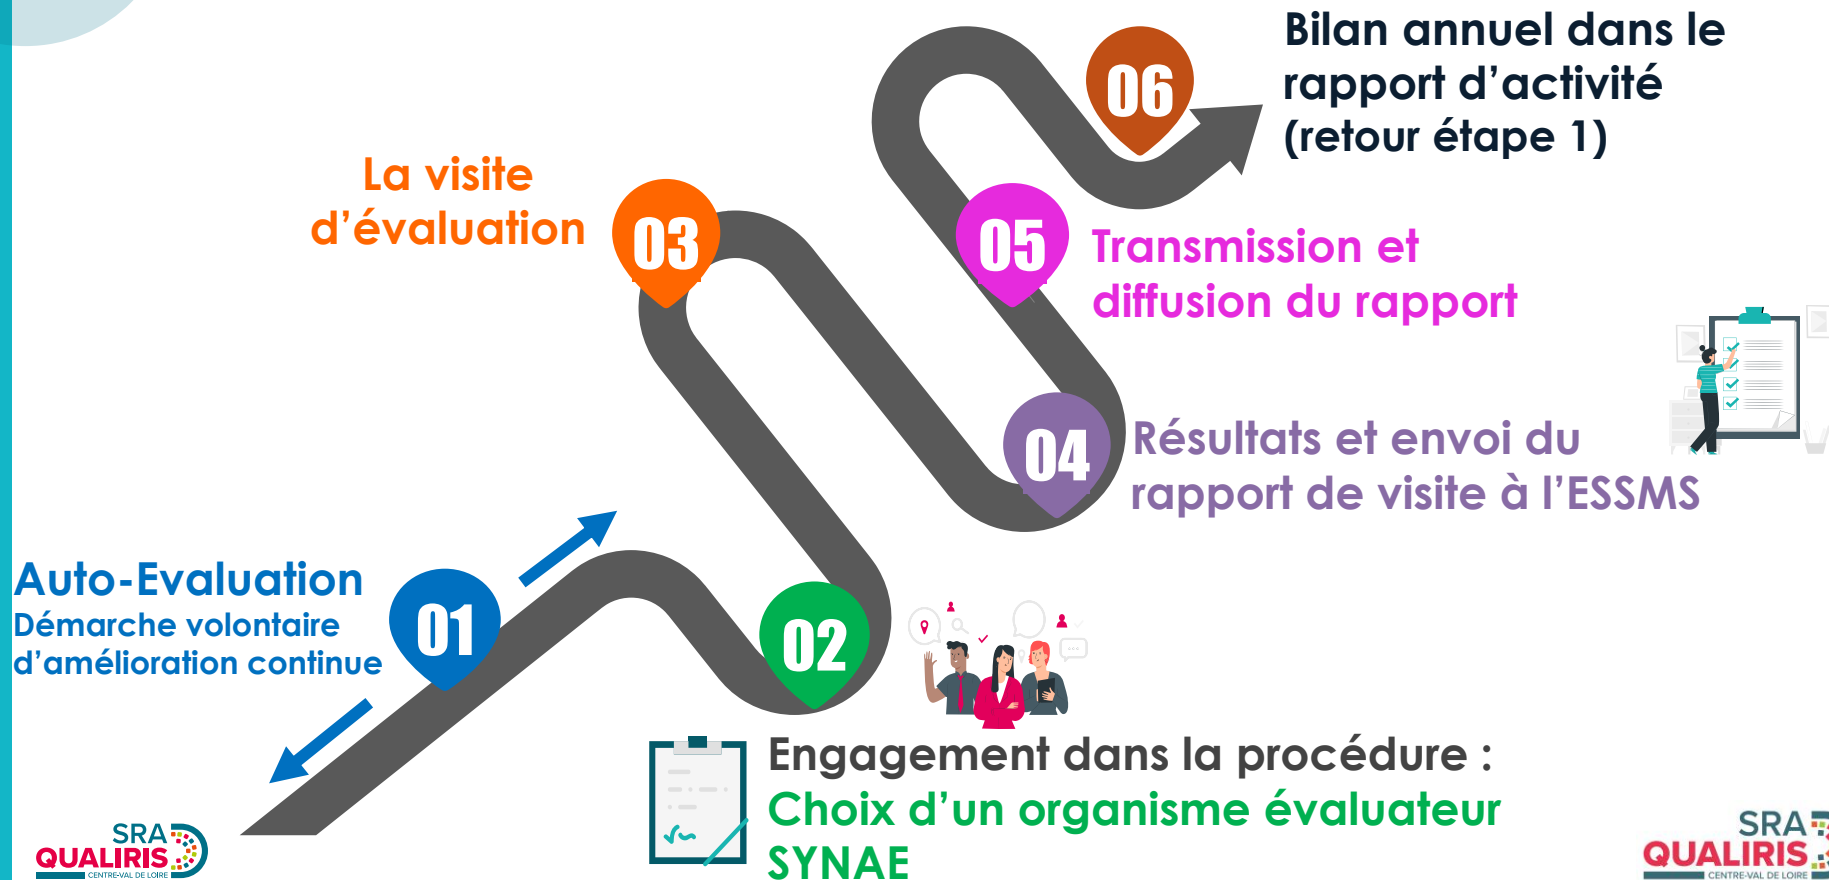 Auto-Evaluation
Démarche volontaire
d’amélioration continue
01
02
Engagement dans la procédure :
Choix d’un organisme évaluateur
SYNAE
La visite
d’évaluation
03
04
Résultats et envoi du
rapport de visite à l’ESSMS
05
Transmission et
diffusion du rapport
06
Bilan annuel dans le
rapport d’activité
(retour étape 1)
SRA
QUALIRIS
CENTRE-VAL DE LOIRE
SRA
QUALIRIS
CENTRE-VAL DE LOIRE